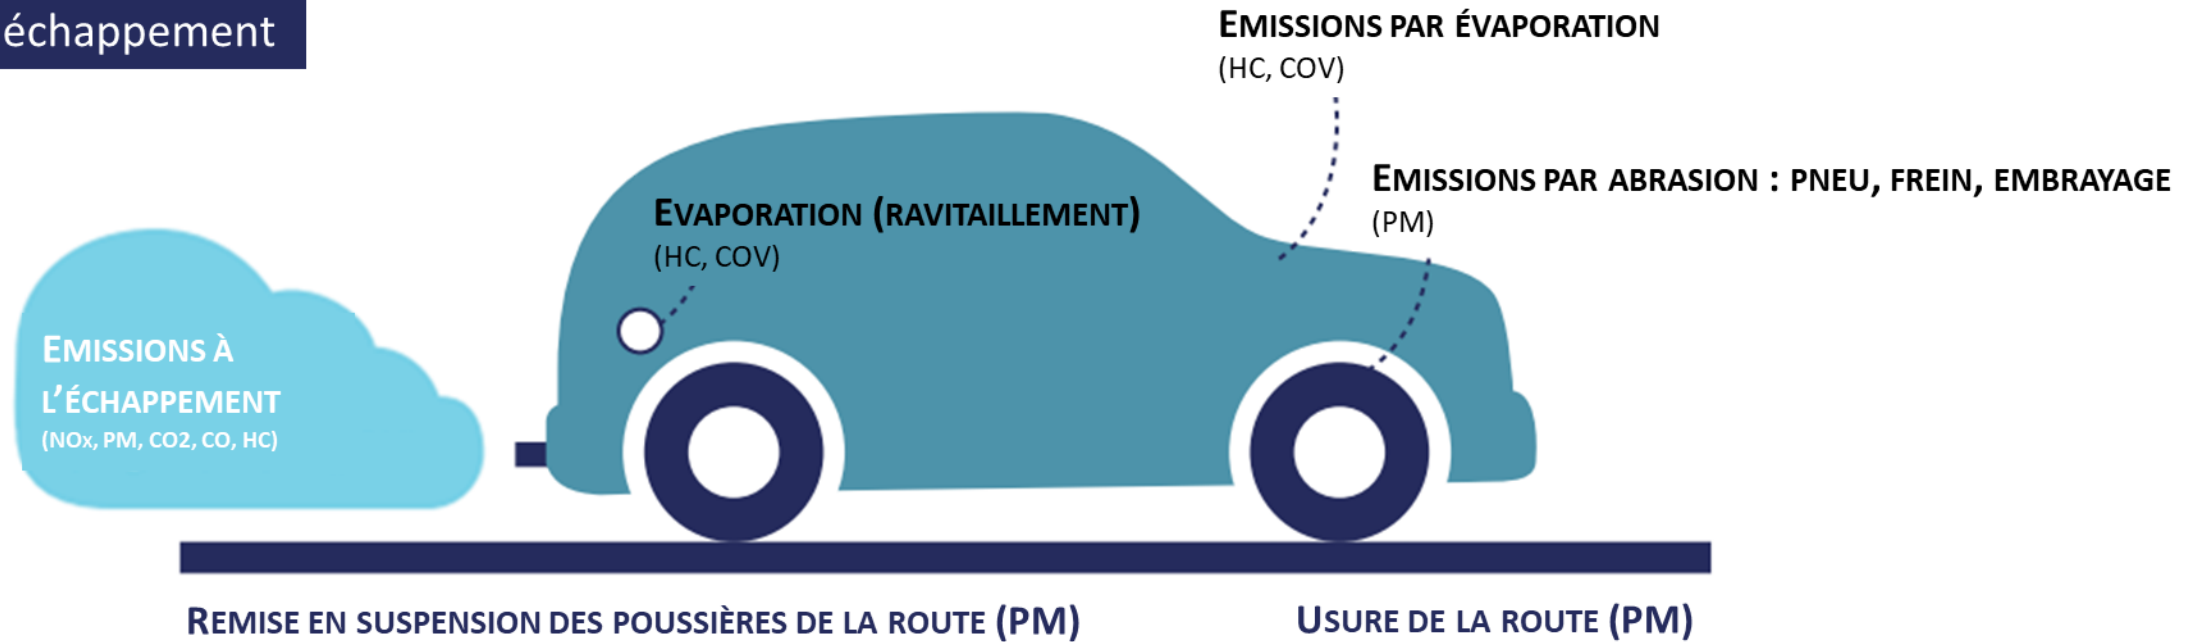 échappement
EMISSIONS PAR ÉVAPORATION
(HC, COV)
EMISSIONS PAR ABRASION : PNEU, FREIN, EMBRAYAGE
(PM)
EVAPORATION (RAVITAILLEMENT)
(HC, COV)
EMISSIONS À
L'ÉCHAPPEMENT
(NOx, PM, CO2, CO, HC)
REMISE EN SUSPENSION DES POUSSIÈRES DE LA ROUTE (PM)
USURE DE LA ROUTE (PM)